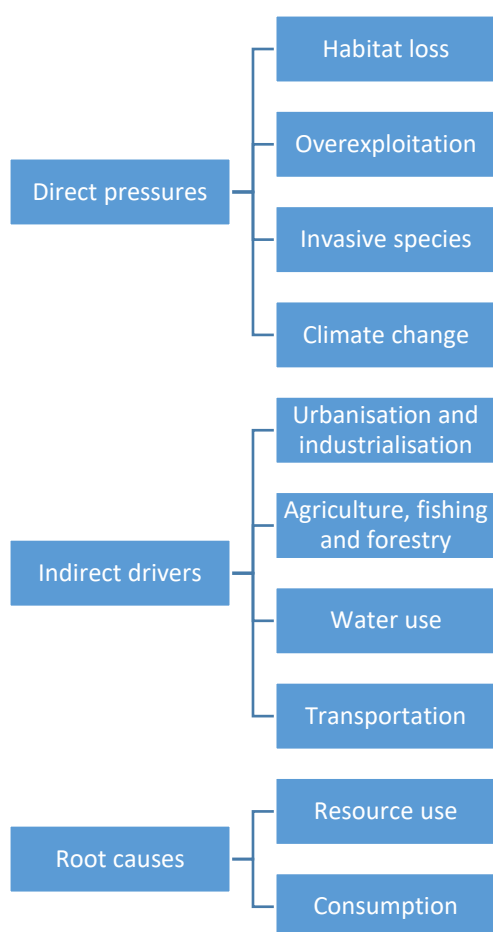 Direct pressures
Habitat loss
Overexploitation
Invasive species
Climate change
Indirect drivers
Urbanisation and
industrialisation
Agriculture, fishing
and forestry
Water use
Transportation
Root causes
Resource use
Consumption